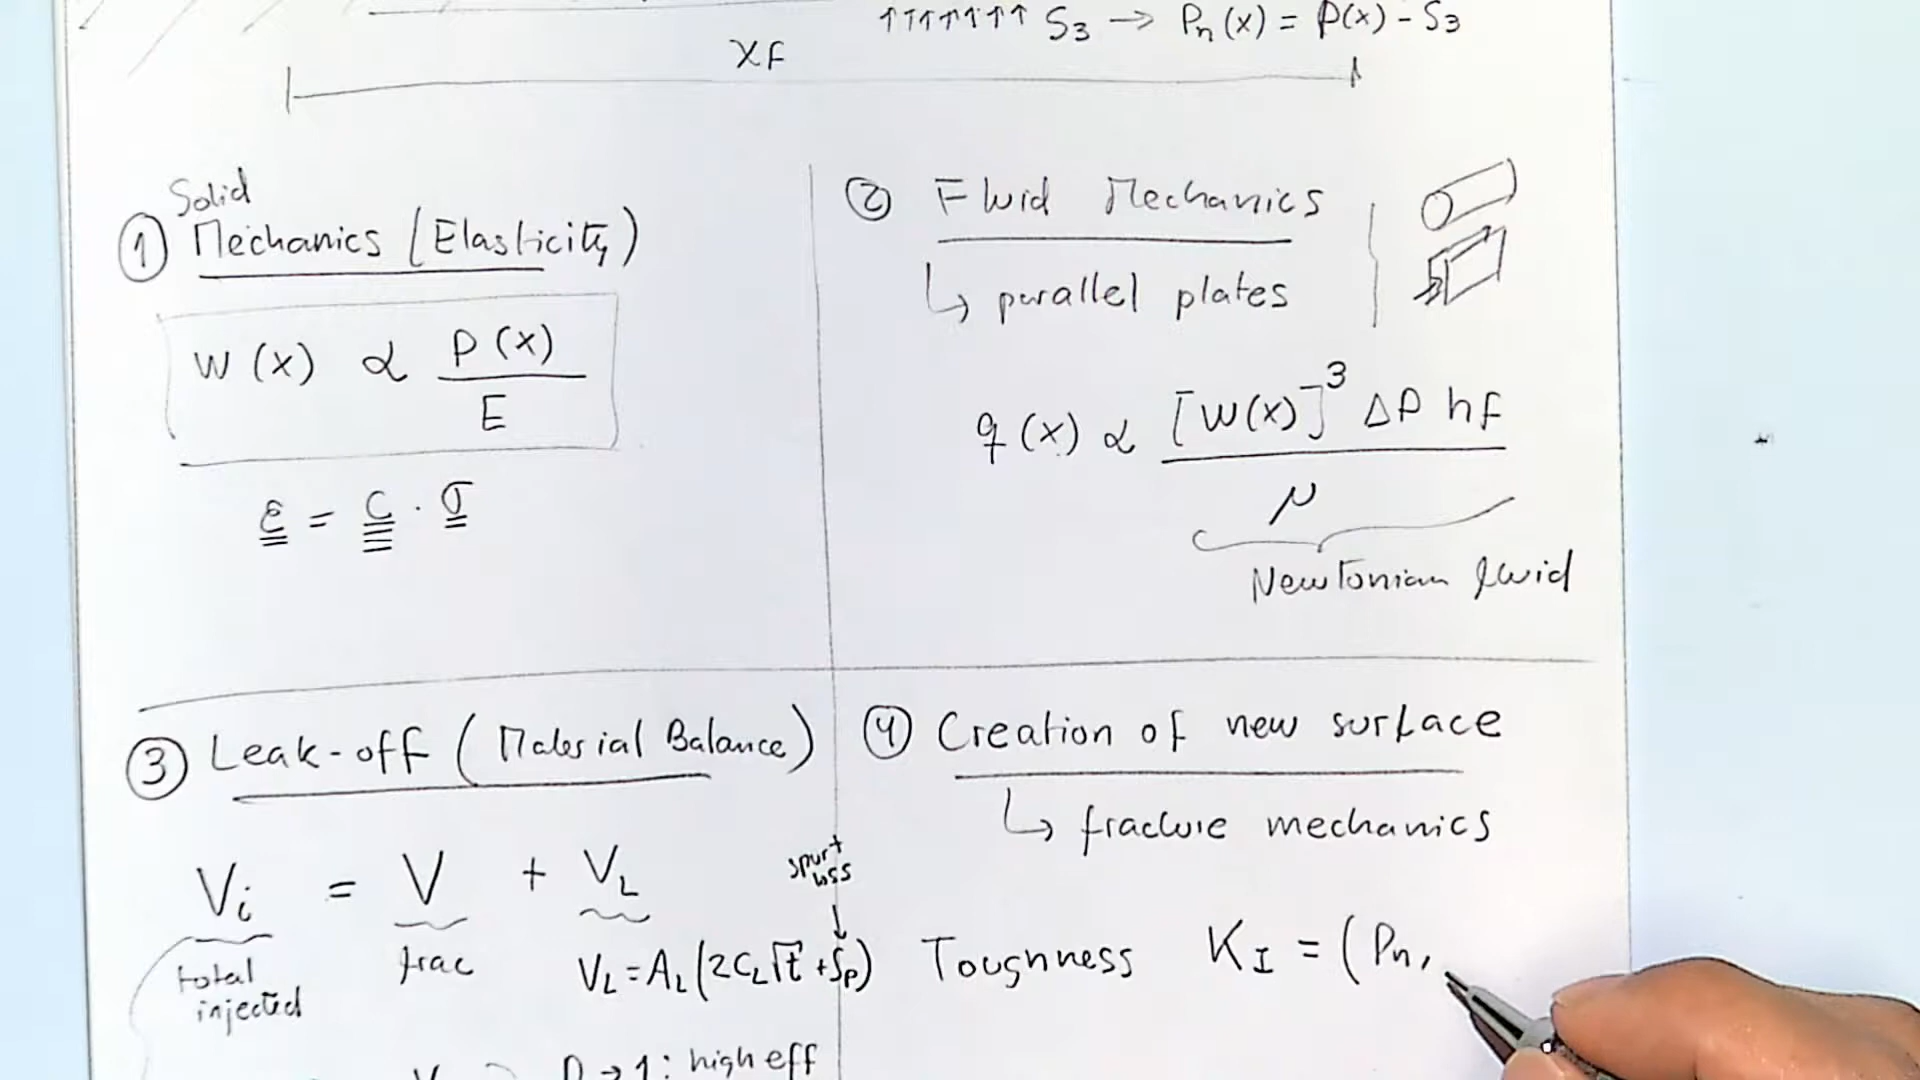 ↑↑↑↑↑↑↑ S3 → Pn(x) = P(x) - S3
XF
① Solid
Mechanics (Elasticity)
W(x) ∝ P(x) / E
ε = C · σ
② Fluid Mechanics
↳ parallel plates
q(x) ∝ [W(x)]³ ΔP hf / μ
Newtonian fluid
③ Leak-off (Material Balance)
Vi = V + VL
total injected
frac
spurt loss
VL = AL(2CL√t + Sp)
→ 1 : high eff
④ Creation of new surface
↳ fracture mechanics
Toughness KI = (Pn,